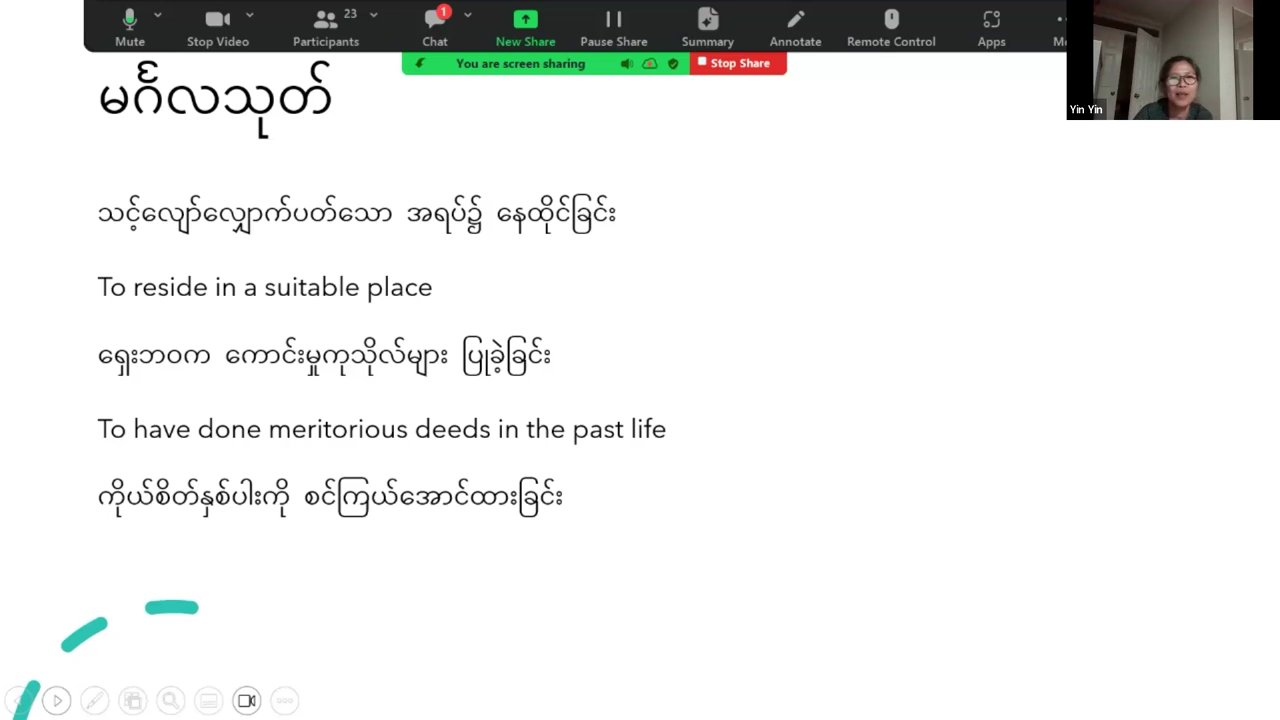 23
1
Mute
Stop Video
Participants
Chat
New Share
Pause Share
Summary
Annotate
Remote Control
Apps
You are screen sharing
Stop Share
Yin Yin
မင်္ဂလသုတ်
သင့်လျော်လျှောက်ပတ်သော အရပ်၌ နေထိုင်ခြင်း
To reside in a suitable place
ရှေးဘဝက ကောင်းမှုကုသိုလ်များ ပြုခဲ့ခြင်း
To have done meritorious deeds in the past life
ကိုယ်စိတ်နှစ်ပါးကို စင်ကြယ်အောင်ထားခြင်း